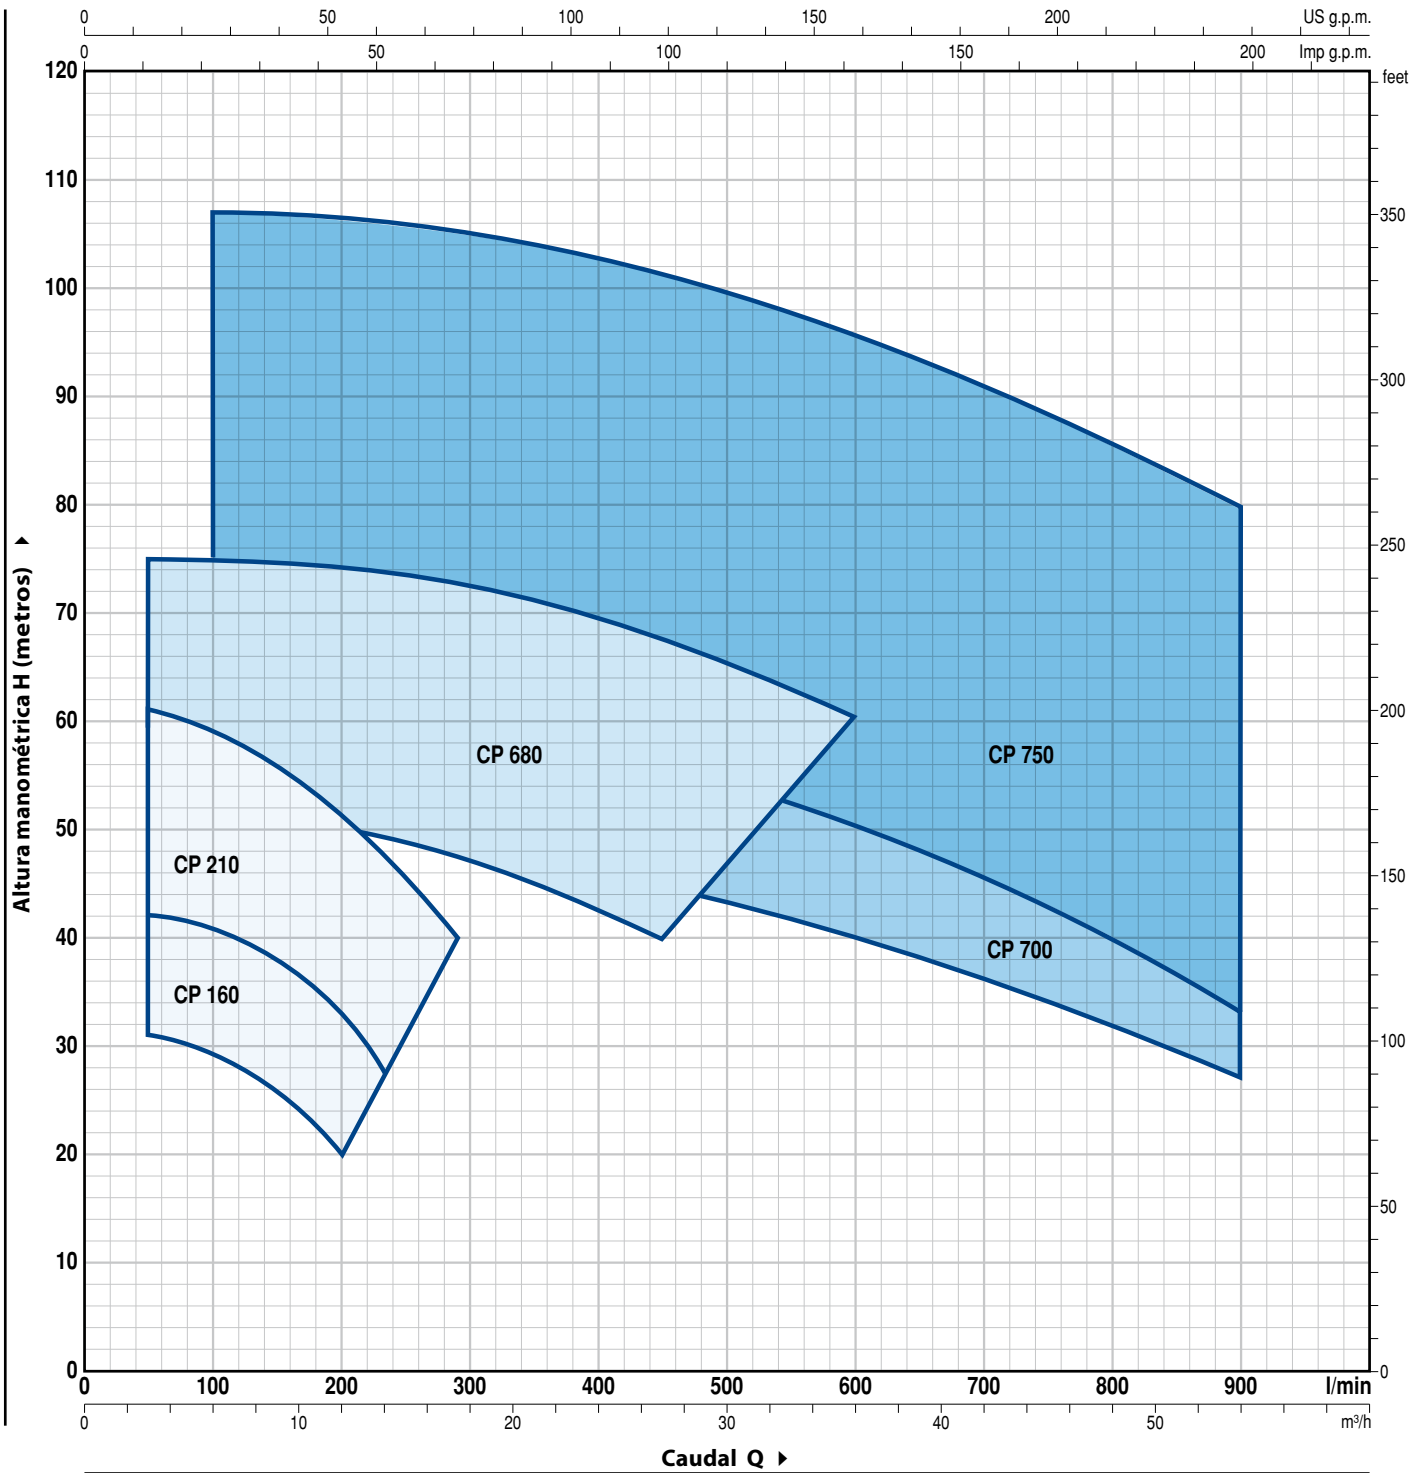 0 50 100 150 200 US g.p.m.
0 50 100 150 200 Imp g.p.m.
120
feet
110
350
100
300
90
80
250
Altura manométrica H (metros)
70
200
60
CP 680
CP 750
50
CP 210
150
40
CP 700
CP 160
30
100
20
50
10
0
0
0 100 200 300 400 500 600 700 800 900 l/min
0 10 20 30 40 50 m³/h
Caudal Q